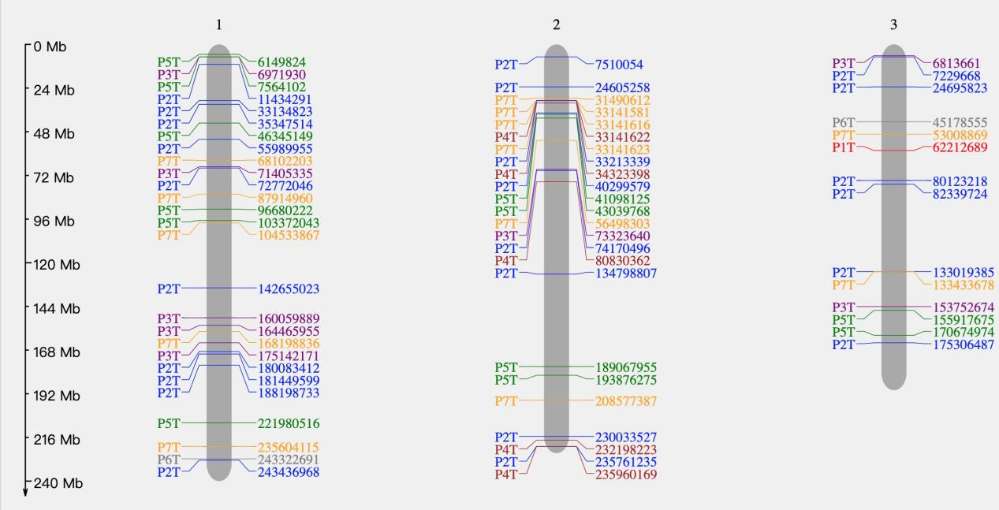 1 2 3
0 Mb
24 Mb
48 Mb
72 Mb
96 Mb
120 Mb
144 Mb
168 Mb
192 Mb
216 Mb
240 Mb
P5T 6149824
P3T 6971930
P5T 7564102
P2T 11434291
P2T 33134823
P2T 35347514
P5T 46345149
P2T 55989955
P7T 68102203
P3T 71405335
P2T 72772046
P7T 87914960
P5T 96680222
P5T 103372043
P7T 104533867
P2T 142655023
P3T 160059889
P3T 164465955
P7T 168198836
P3T 175142171
P2T 180083412
P2T 181449599
P2T 188198733
P5T 221980516
P7T 235604115
P6T 243322691
P2T 243436968
P2T 7510054
P2T 24605258
P7T 31490612
P7T 33141581
P7T 33141616
P4T 33141622
P7T 33141623
P2T 33213339
P4T 34323398
P2T 40299579
P5T 41098125
P5T 43039768
P7T 56498303
P3T 73323640
P2T 74170496
P4T 80830362
P2T 134798807
P5T 189067955
P5T 193876275
P7T 208577387
P2T 230033527
P4T 232198223
P2T 235761235
P4T 235960169
P3T 6813661
P2T 7229668
P2T 24695823
P6T 45178555
P7T 53008869
P1T 62212689
P2T 80123218
P2T 82339724
P2T 133019385
P7T 133433678
P3T 153752674
P5T 155917675
P5T 170674974
P2T 175306487